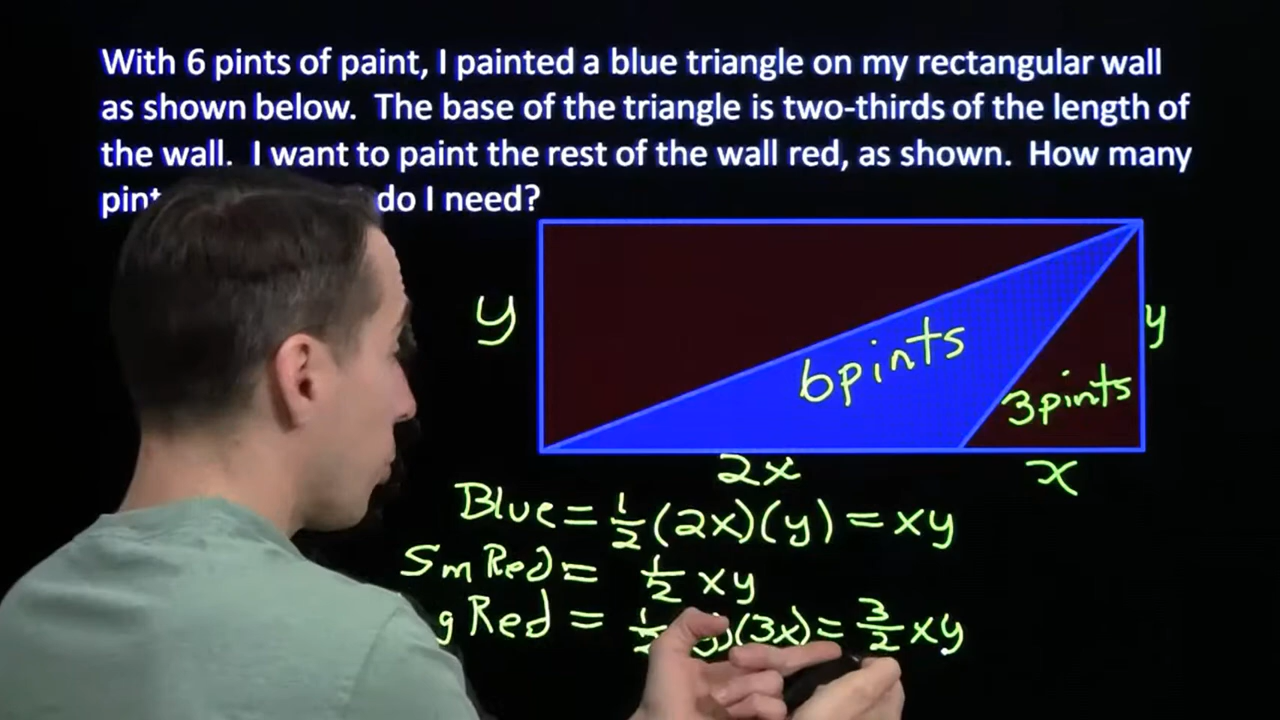 With 6 pints of paint, I painted a blue triangle on my rectangular wall
as shown below. The base of the triangle is two-thirds of the length of
the wall. I want to paint the rest of the wall red, as shown. How many
do I need?
y
6pints
y
3pints
2x
x
Blue = 1/2 (2x)(y) = xy
Sm Red = 1/2 xy
Red = (3x) = 3/2 xy